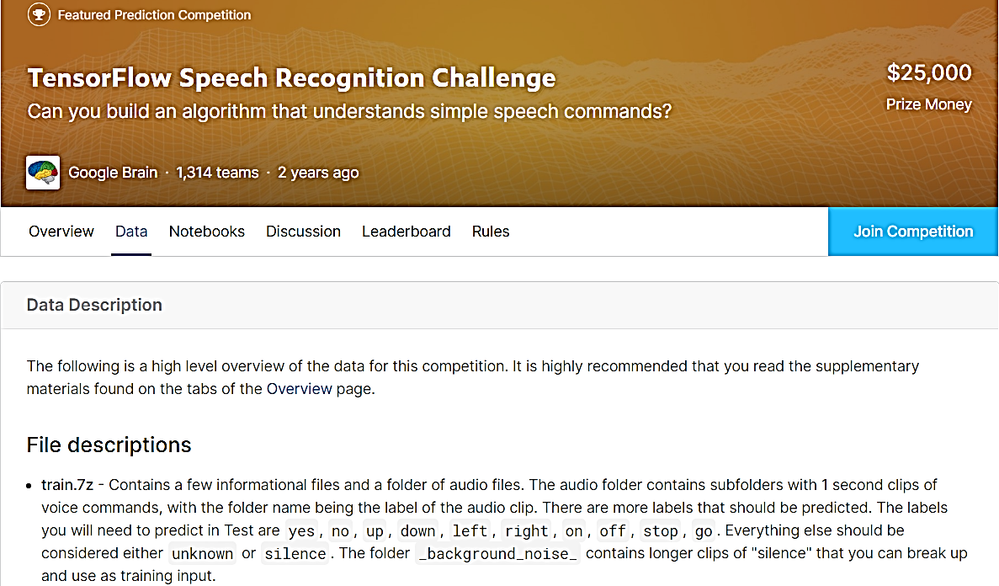 Featured Prediction Competition
TensorFlow Speech Recognition Challenge
Can you build an algorithm that understands simple speech commands?
$25,000
Prize Money
Google Brain · 1,314 teams · 2 years ago
Overview Data Notebooks Discussion Leaderboard Rules Join Competition
Data Description
The following is a high level overview of the data for this competition. It is highly recommended that you read the supplementary
materials found on the tabs of the Overview page.
File descriptions
• train.7z - Contains a few informational files and a folder of audio files. The audio folder contains subfolders with 1 second clips of
voice commands, with the folder name being the label of the audio clip. There are more labels that should be predicted. The labels
you will need to predict in Test are yes, no, up, down, left, right, on, off, stop, go. Everything else should be
considered either unknown or silence. The folder _background_noise_ contains longer clips of "silence" that you can break up
and use as training input.